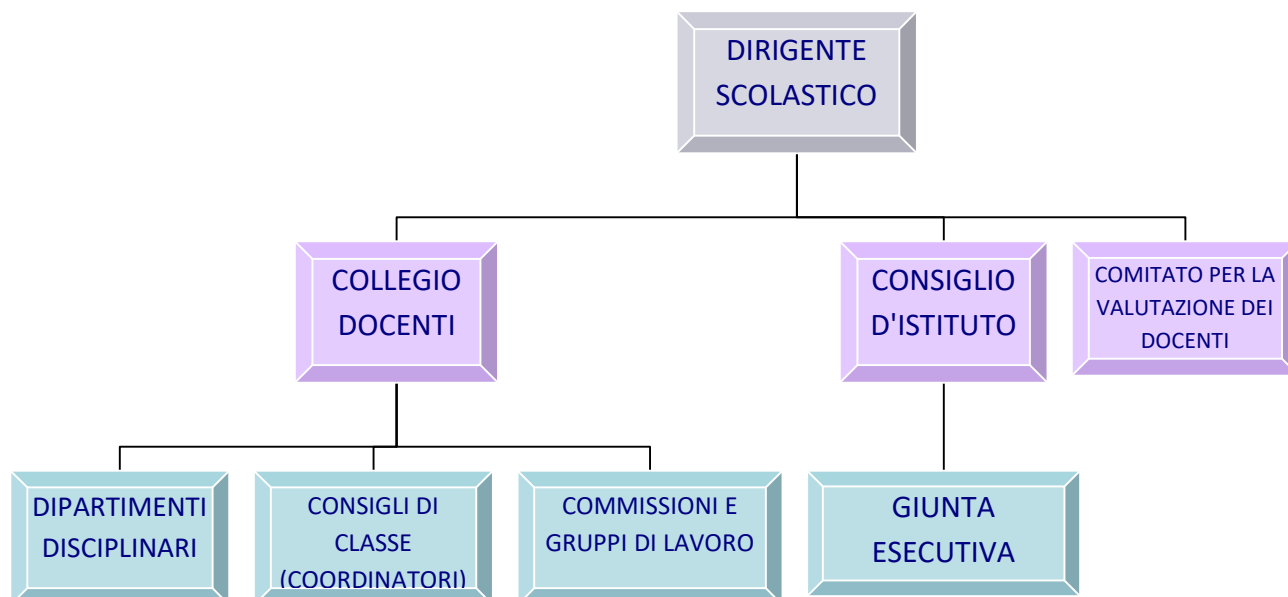 DIRIGENTE
SCOLASTICO
COLLEGIO
DOCENTI
CONSIGLIO
D'ISTITUTO
COMITATO PER LA
VALUTAZIONE DEI
DOCENTI
DIPARTIMENTI
DISCIPLINARI
CONSIGLI DI
CLASSE
(COORDINATORI)
COMMISSIONI E
GRUPPI DI LAVORO
GIUNTA
ESECUTIVA